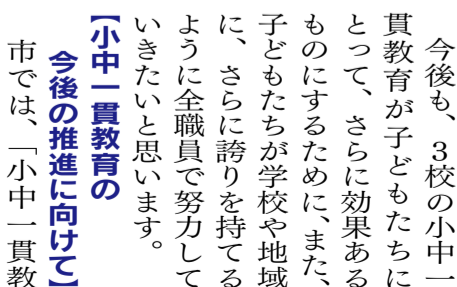 今後も、3校の小中一
貫教育が子どもたちに
とって、さらに効果ある
ものにするために、また、
子どもたちが学校や地域
に、さらに誇りを持てる
ように全職員で努力して
いきたいと思います。
【小中一貫教育の
今後の推進に向けて】
市では、「小中一貫教